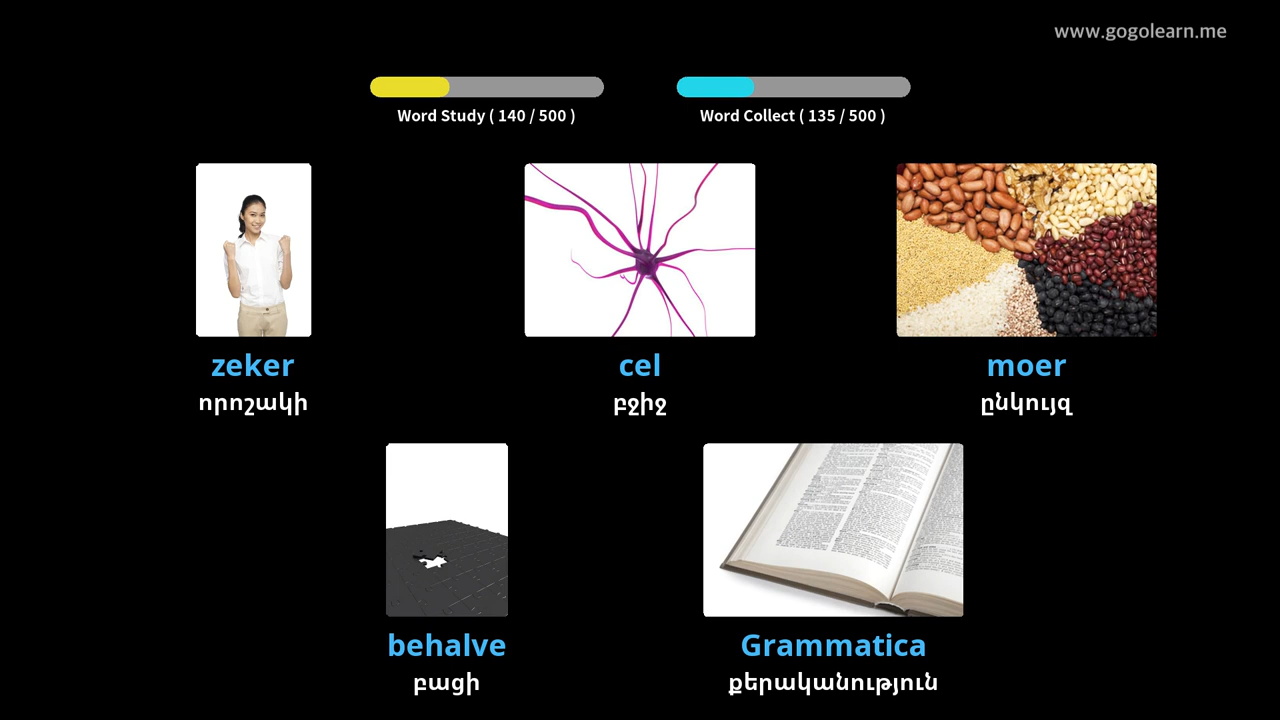 www.gogolearn.me
Word Study ( 140 / 500 )
Word Collect ( 135 / 500 )
zeker
որոշակի
cel
բջիջ
moer
ընկույզ
behalve
բացի
Grammatica
քերականություն